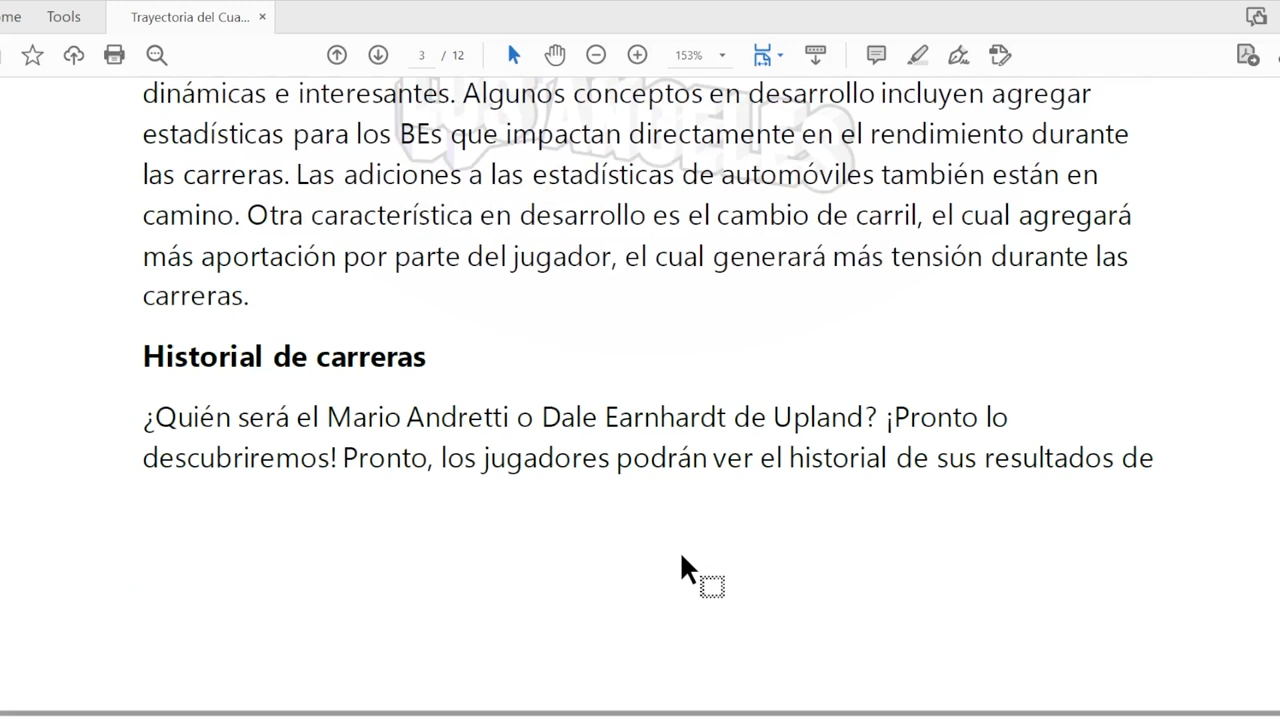 ome Tools Trayectoria del Cua... ×
3 / 12 153%
dinámicas e interesantes. Algunos conceptos en desarrollo incluyen agregar
estadísticas para los BEs que impactan directamente en el rendimiento durante
las carreras. Las adiciones a las estadísticas de automóviles también están en
camino. Otra característica en desarrollo es el cambio de carril, el cual agregará
más aportación por parte del jugador, el cual generará más tensión durante las
carreras.
Historial de carreras
¿Quién será el Mario Andretti o Dale Earnhardt de Upland? ¡Pronto lo
descubriremos! Pronto, los jugadores podrán ver el historial de sus resultados de